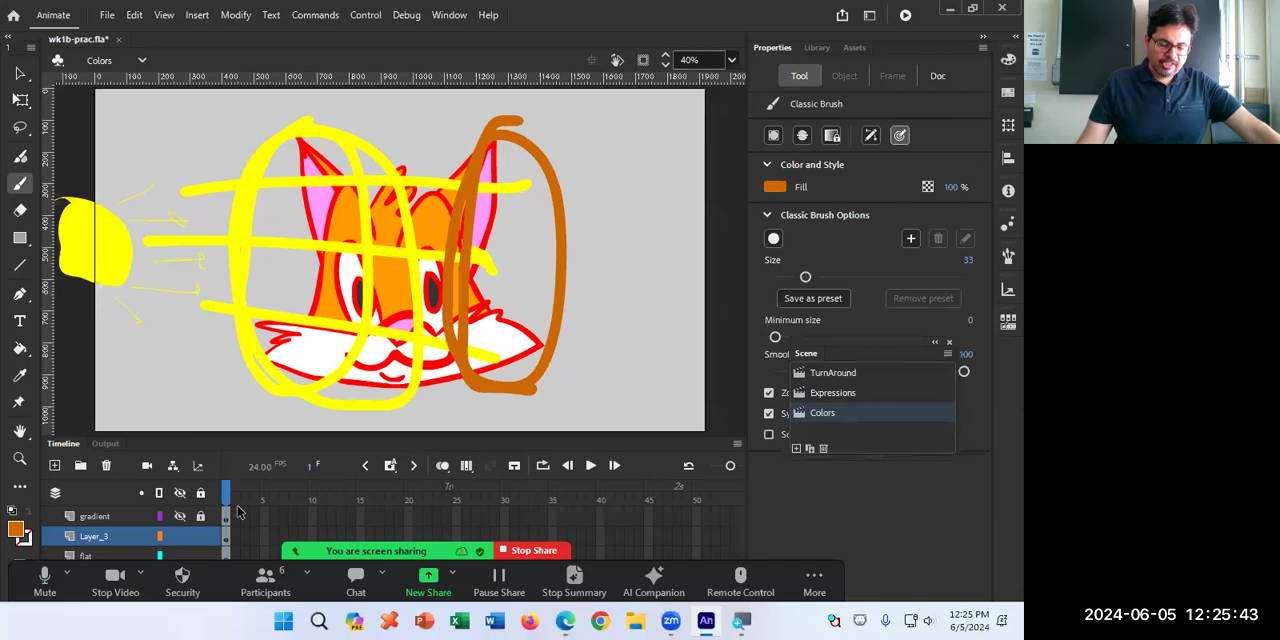 Animate File Edit View Insert Modify Text Commands Control Debug Window Help
wk1b-prac.fla*
Colors 40%
Properties Library Assets
Tool Object Frame Doc
Classic Brush
Color and Style
Fill 100 %
Classic Brush Options
Size 33
Save as preset Remove preset
Minimum size 0
Smoo 100
Scene
TurnAround
Expressions
Colors
Timeline Output
24.00 FPS 1 F
1s 2s
5 10 15 20 25 30 35 40 45 50
gradient
Layer_3
flat
You are screen sharing Stop Share
Mute Stop Video Security Participants 6 Chat New Share Pause Share Stop Summary AI Companion Remote Control More
12:25 PM
6/5/2024
2024-06-05 12:25:43